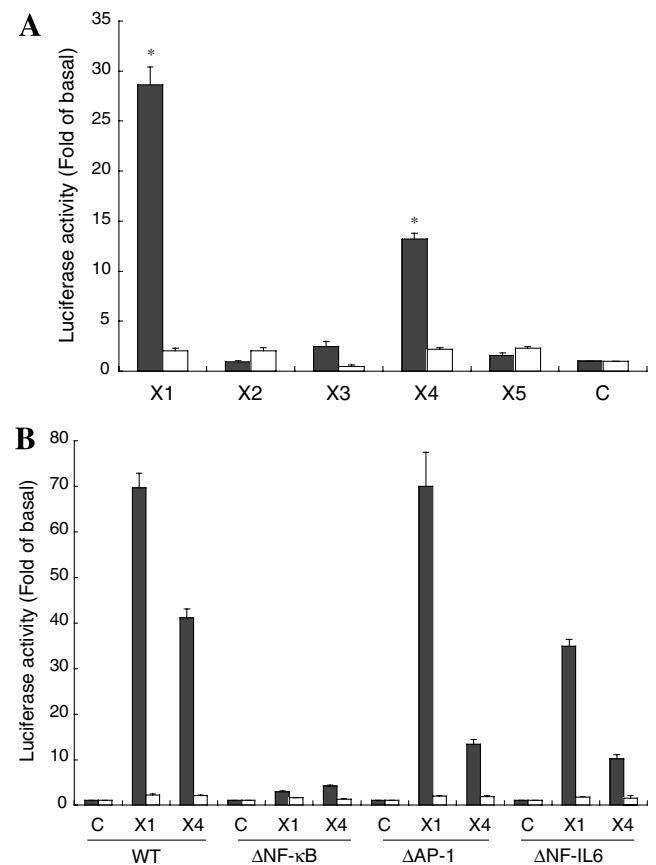 A
Luciferase activity (Fold of basal)
35
30
25
20
15
10
5
0
*
*
X1 X2 X3 X4 X5 C
B
Luciferase activity (Fold of basal)
80
70
60
50
40
30
20
10
0
C X1 X4 C X1 X4 C X1 X4 C X1 X4
WT ΔNF-κB ΔAP-1 ΔNF-IL6